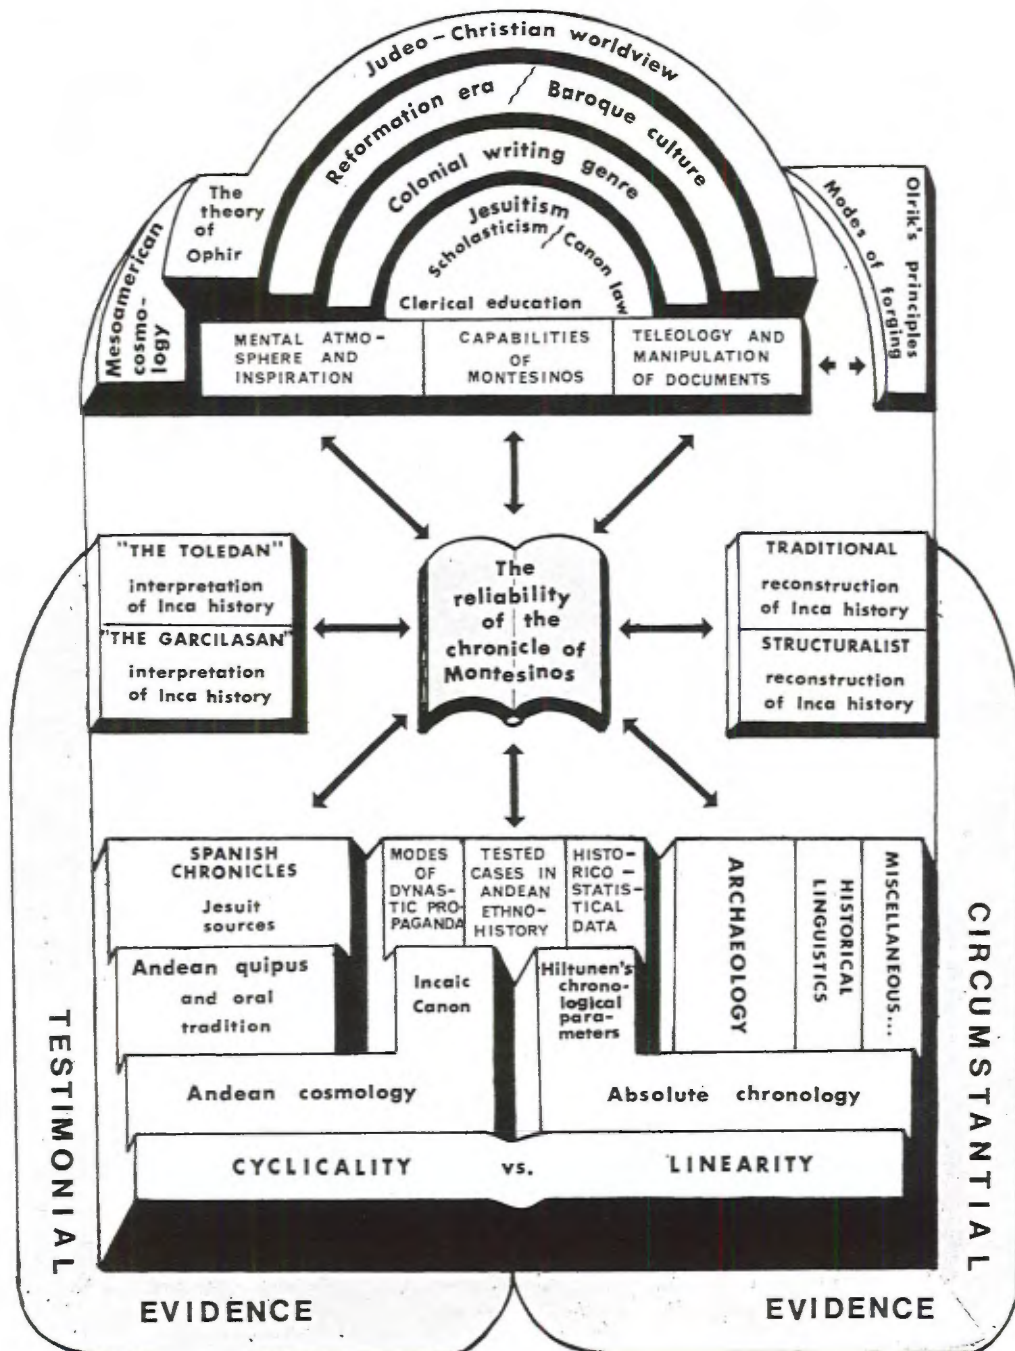 Judeo-Christian worldview
Reformation era / Baroque culture
Colonial writing genre
Jesuitism
Scholasticism / Canon law
Clerical education
The
theory
of
Ophir
Mesoamerican
cosmo-
logy
Modes of forging
Olrik's principles
MENTAL ATMO-
SPHERE AND
INSPIRATION
CAPABILITIES
OF
MONTESINOS
TELEOLOGY AND
MANIPULATION
OF DOCUMENTS
"THE TOLEDAN"
interpretation
of Inca history
"THE GARCILASAN"
interpretation
of Inca history
The
reliability
of the
chronicle of
Montesinos
TRADITIONAL
reconstruction
of Inca history
STRUCTURALIST
reconstruction
of Inca history
SPANISH
CHRONICLES
Jesuit
sources
Andean quipus
and oral
tradition
MODES
OF
DYNAS-
TIC PRO-
PAGANDA
TESTED
CASES IN
ANDEAN
ETHNO-
HISTORY
HISTO-
RICO-
STATIS-
TICAL
DATA
Incaic
Canon
Hiltunen's
chrono-
logical
para-
meters
ARCHAEOLOGY
HISTORICAL
LINGUISTICS
MISCELLANEOUS...
Andean cosmology
Absolute chronology
CYCLICALITY vs. LINEARITY
TESTIMONIAL
EVIDENCE
CIRCUMSTANTIAL
EVIDENCE